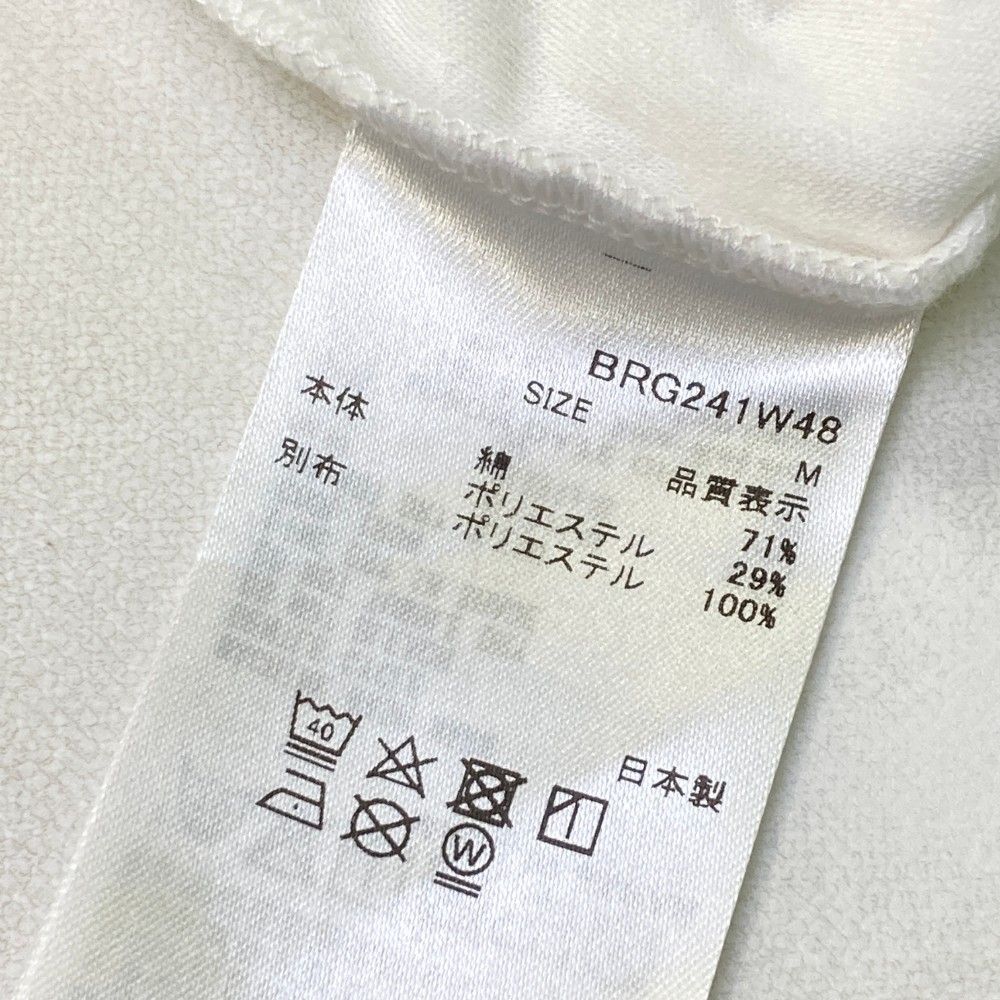 BRG241W48
SIZE M
品質表示
本体 綿 71%
ポリエステル 29%
別布 ポリエステル 100%
40
W
日本製